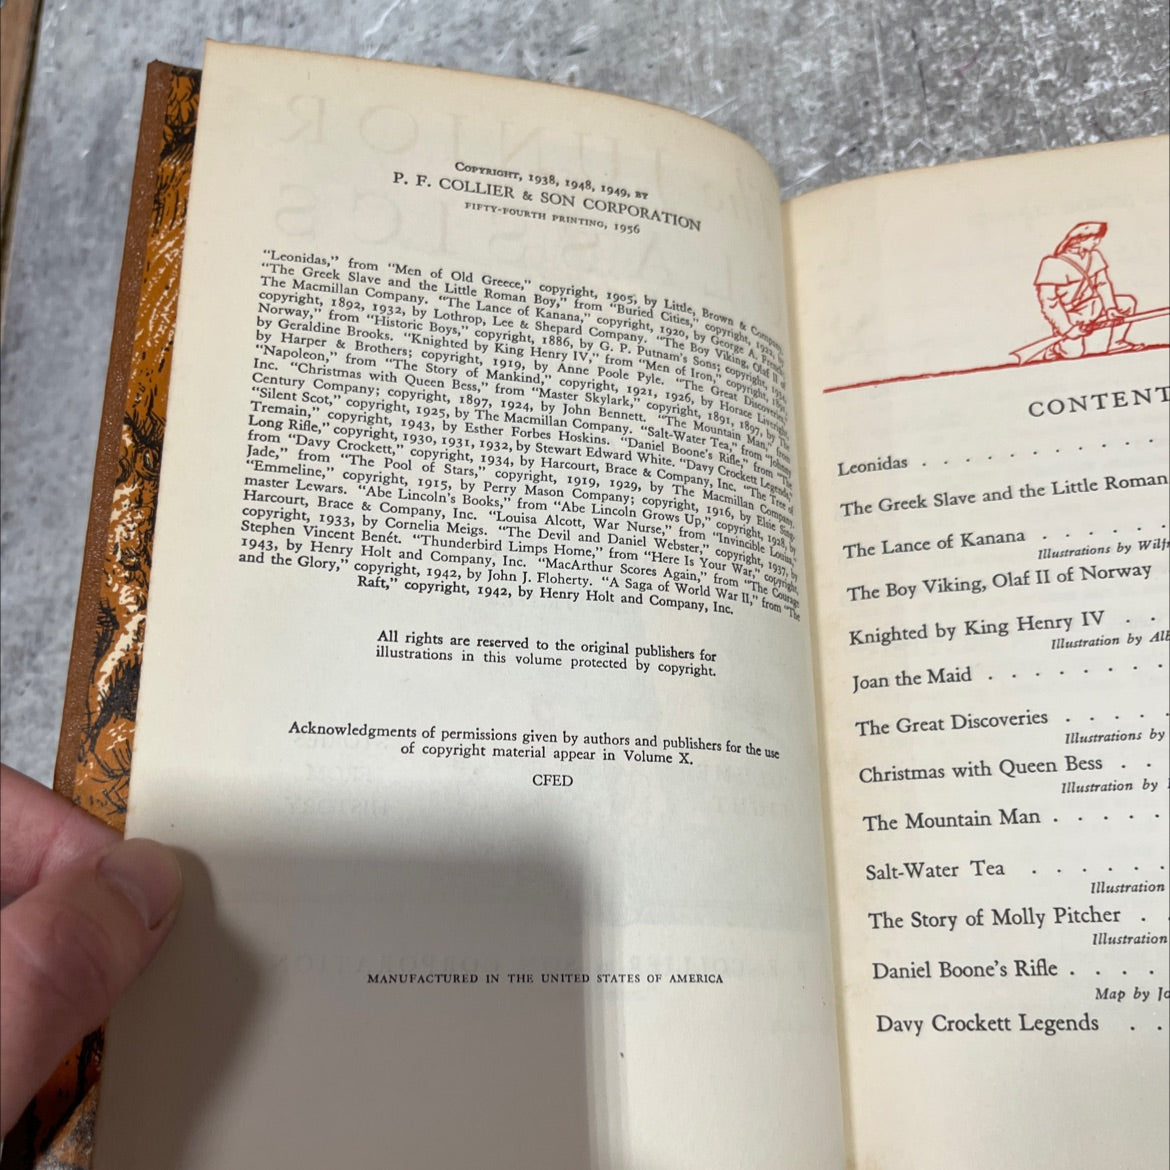 COPYRIGHT, 1938, 1948, 1949, BY
P. F. COLLIER & SON CORPORATION
FIFTY-FOURTH PRINTING, 1956
"Leonidas," from "Men of Old Greece," copyright, 1905, by Little, Brown & Company.
"The Greek Slave and the Little Roman Boy," from "Buried Cities," copyright, 1922, by
The Macmillan Company. "The Lance of Kanana," copyright, 1920, by George A. French;
copyright, 1892, 1932, by Lothrop, Lee & Shepard Company. "The Boy Viking, Olaf II of
Norway," from "Historic Boys," copyright, 1886, by G. P. Putnam's Sons; copyright,
by Geraldine Brooks. "Knighted by King Henry IV," from "Men of Iron," copyright,
by Harper & Brothers; copyright, 1919, by Anne Poole Pyle. "The Great Discoveries,"
"Napoleon," from "The Story of Mankind," copyright, 1921, 1926, by Horace Liveright,
Inc. "Christmas with Queen Bess," from "Master Skylark," copyright, 1891, 1897, by The
Century Company; copyright, 1897, 1924, by John Bennett. "The Mountain Man," from
"Silent Scot," copyright, 1925, by The Macmillan Company. "Salt-Water Tea," from "Johnny
Tremain," copyright, 1943, by Esther Forbes Hoskins. "Daniel Boone's Rifle," from "The
Long Rifle," copyright, 1930, 1931, 1932, by Stewart Edward White. "Davy Crockett Legends,"
from "Davy Crockett," copyright, 1934, by Harcourt, Brace & Company, Inc. "The Tree of
Jade," from "The Pool of Stars," copyright, 1919, 1929, by The Macmillan Company.
"Emmeline," copyright, 1915, by Perry Mason Company; copyright, 1916, by Elsie Sing-
master Lewars. "Abe Lincoln's Books," from "Abe Lincoln Grows Up," copyright, 1928, by
Harcourt, Brace & Company, Inc. "Louisa Alcott, War Nurse," from "Invincible Louisa,"
copyright, 1933, by Cornelia Meigs. "The Devil and Daniel Webster," copyright, 1937, by
Stephen Vincent Benét. "Thunderbird Limps Home," from "Here Is Your War," copyright,
1943, by Henry Holt and Company, Inc. "MacArthur Scores Again," from "The Courage
and the Glory," copyright, 1942, by John J. Floherty. "A Saga of World War II," from "The
Raft," copyright, 1942, by Henry Holt and Company, Inc.
All rights are reserved to the original publishers for
illustrations in this volume protected by copyright.
Acknowledgments of permissions given by authors and publishers for the use
of copyright material appear in Volume X.
CFED
MANUFACTURED IN THE UNITED STATES OF AMERICA
CONTENT
Leonidas . . . . . . . . .
The Greek Slave and the Little Roman
The Lance of Kanana . . . . .
Illustrations by Wilfr
The Boy Viking, Olaf II of Norway
Knighted by King Henry IV . .
Illustration by Alb
Joan the Maid . . . . . . . .
The Great Discoveries . . . . .
Illustrations by
Christmas with Queen Bess . .
Illustration by
The Mountain Man . . . . .
Salt-Water Tea . . . . . .
Illustration
The Story of Molly Pitcher . .
Illustration
Daniel Boone's Rifle . . . . .
Map by Ja
Davy Crockett Legends . .